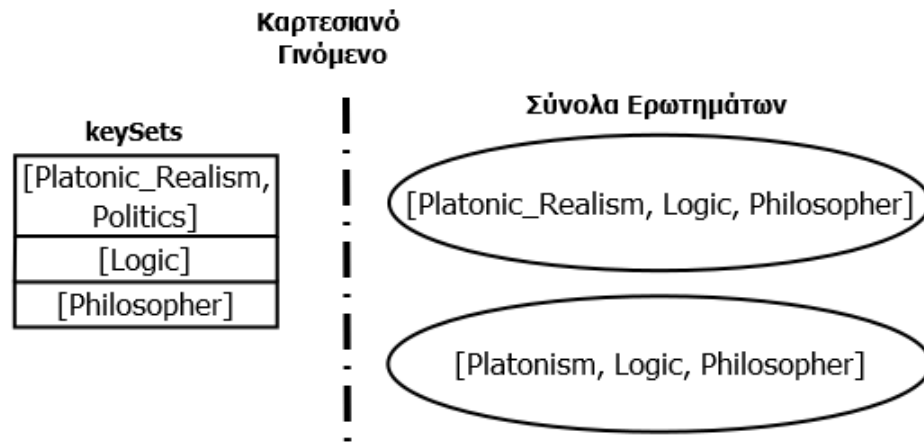 Καρτεσιανό
Γινόμενο
keySets
[Platonic_Realism,
Politics]
[Logic]
[Philosopher]
Σύνολα Ερωτημάτων
[Platonic_Realism, Logic, Philosopher]
[Platonism, Logic, Philosopher]